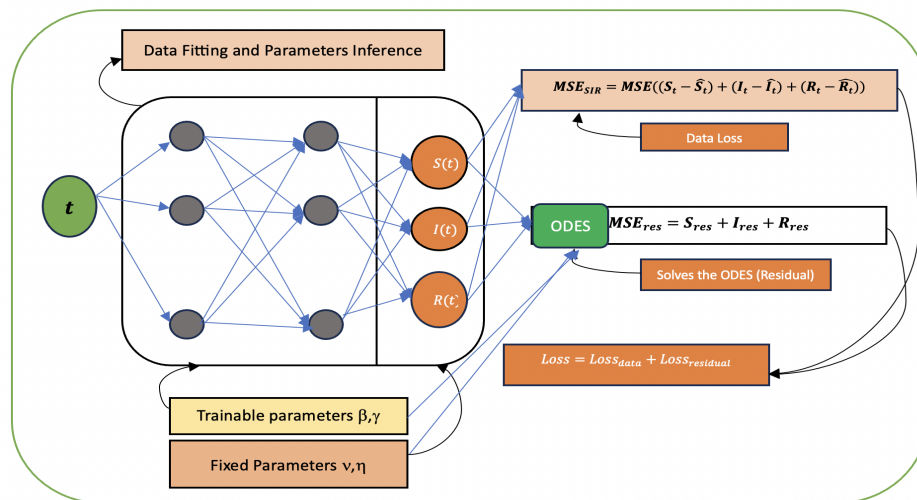 Data Fitting and Parameters Inference
MSE_SIR = MSE((S_t − Ŝ_t) + (I_t − Î_t) + (R_t − R̂_t))
Data Loss
t
S(t)
I(t)
R(t)
ODES
MSE_res = S_res + I_res + R_res
Solves the ODES (Residual)
Loss = Loss_data + Loss_residual
Trainable parameters β,γ
Fixed Parameters ν,η